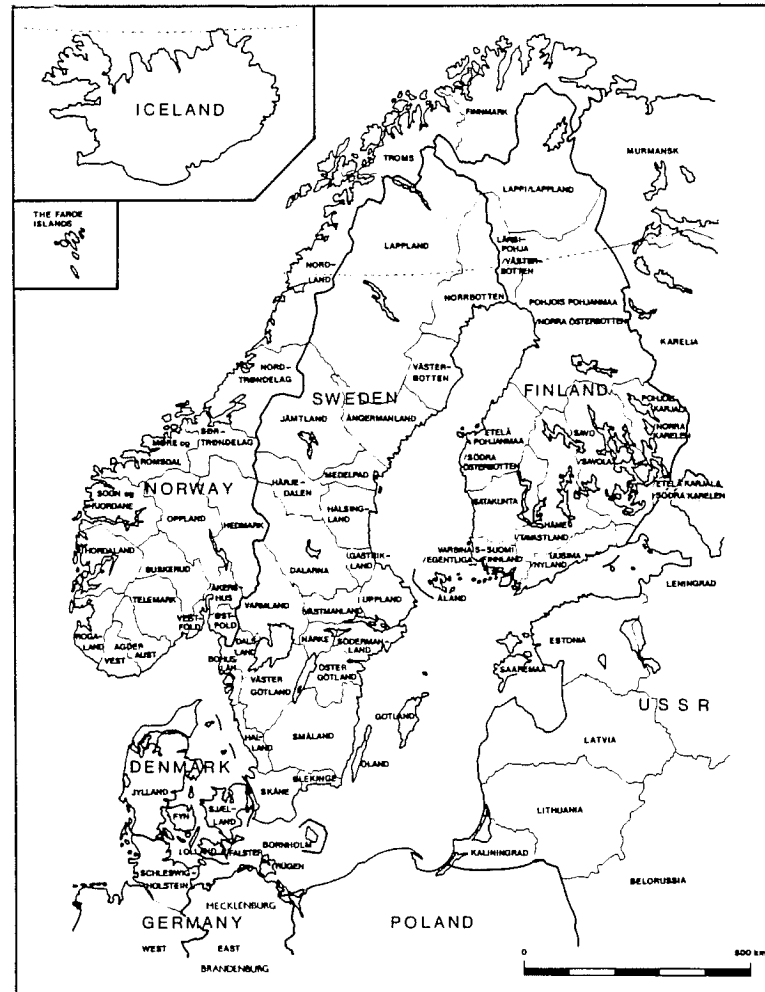 ICELAND
THE FAROE
ISLANDS
FINNMARK
TROMS
MURMANSK
LAPPI/LAPPLAND
LAPPLAND
LÄNSI-
POHJA
/VÄSTER-
BOTTEN
NORD-
LAND
NORRBOTTEN
POHJOIS POHJANMAA
/NORRA ÖSTERBOTTEN
KARELIA
NORD-
TRØNDELAG
VÄSTER-
BOTTEN
SWEDEN
FINLAND
JÄMTLAND
ÅNGERMANLAND
POHJOIS
KARJALA
/NORRA
KARELEN
SØR-
TRØNDELAG
MØRE og
ROMSDAL
ETELÄ
POHJANMAA
/SÖDRA
ÖSTERBOTTEN
SAVO
/SAVOLAX
MEDELPAD
HÄRJE-
DALEN
NORWAY
SOGN og
FJORDANE
OPPLAND
HEDMARK
HÄLSING-
LAND
SATAKUNTA
ETELÄ KARJALA
/SÖDRA KARELEN
HÄME
/TAVASTLAND
HORDALAND
BUSKERUD
DALARNA
GÄSTRIK-
LAND
VARSINAIS-SUOMI
/EGENTLIGA FINNLAND
UUSIMAA
/NYLAND
ÅLAND
LENINGRAD
TELEMARK
AKERS-
HUS
VÄRMLAND
VÄSTMANLAND
UPPLAND
VEST-
FOLD
ØST-
FOLD
ROGA-
LAND
AGDER
VEST AUST
DALS
LAND
BOHUS
LÄN
NÄRKE
SÖDERMAN-
LAND
ESTONIA
SAAREMAA
VÄSTER
GÖTLAND
ÖSTER
GÖTLAND
GOTLAND
USSR
HAL-
LAND
SMÅLAND
ÖLAND
LATVIA
DENMARK
BLEKINGE
SKÅNE
JYLLAND
FYN
SJÆL-
LAND
LITHUANIA
LOLLAND
FALSTER
BORNHOLM
KALININGRAD
SCHLESWIG-
HOLSTEIN
RÜGEN
BELORUSSIA
MECKLENBURG
GERMANY
POLAND
WEST
EAST
BRANDENBURG
0
500 km